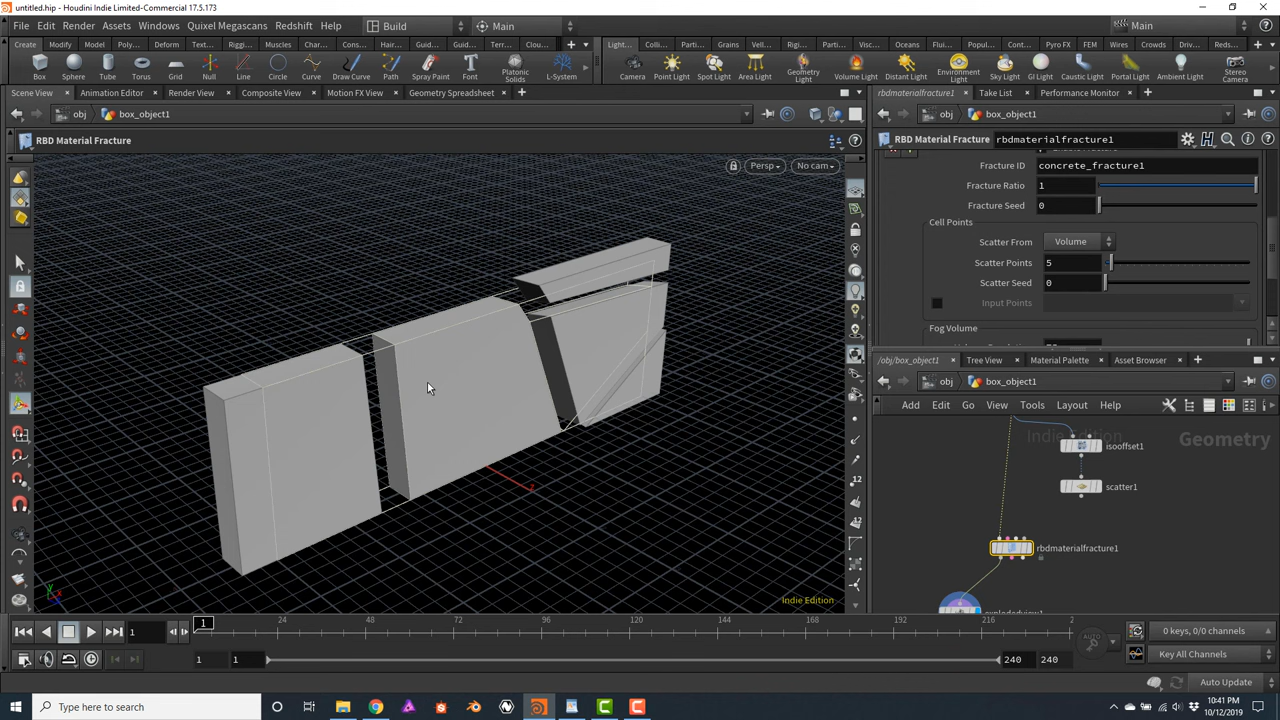 untitled.hip - Houdini Indie Limited-Commercial 17.5.173
File Edit Render Assets Windows Quixel Megascans Redshift Help Build Main Main
Create Modify Model Poly... Deform Text... Riggi... Muscles Char... Cons... Hair... Guid... Guid... Terr... Clou... Light... Colli... Parti... Grains Vell... Rigi... Parti... Visc... Oceans Flui... Popul... Cont... Pyro FX FEM Wires Crowds Driv... Reds...
Box Sphere Tube Torus Grid Null Line Circle Curve Draw Curve Path Spray Paint Font Platonic Solids L-System Camera Point Light Spot Light Area Light Geometry Light Volume Light Distant Light Environment Light Sky Light GI Light Caustic Light Portal Light Ambient Light Stereo Camera
Scene View Animation Editor Render View Composite View Motion FX View Geometry Spreadsheet rbdmaterialfracture1 Take List Performance Monitor
obj box_object1 obj box_object1
RBD Material Fracture RBD Material Fracture rbdmaterialfracture1
Persp No cam
Fracture ID concrete_fracture1
Fracture Ratio 1
Fracture Seed 0
Cell Points
Scatter From Volume
Scatter Points 5
Scatter Seed 0
Input Points
Fog Volume
/obj/box_object1 Tree View Material Palette Asset Browser
obj box_object1
Add Edit Go View Tools Layout Help
Indie Edition Geometry
isooffset1
scatter1
rbdmaterialfracture1
explodedview1
12
12
Indie Edition
1 1 24 48 72 96 120 144 168 192 216 2
0 keys, 0/0 channels
AUTO
1 1 240 240 Key All Channels
Auto Update
Type here to search
10:41 PM
10/12/2019